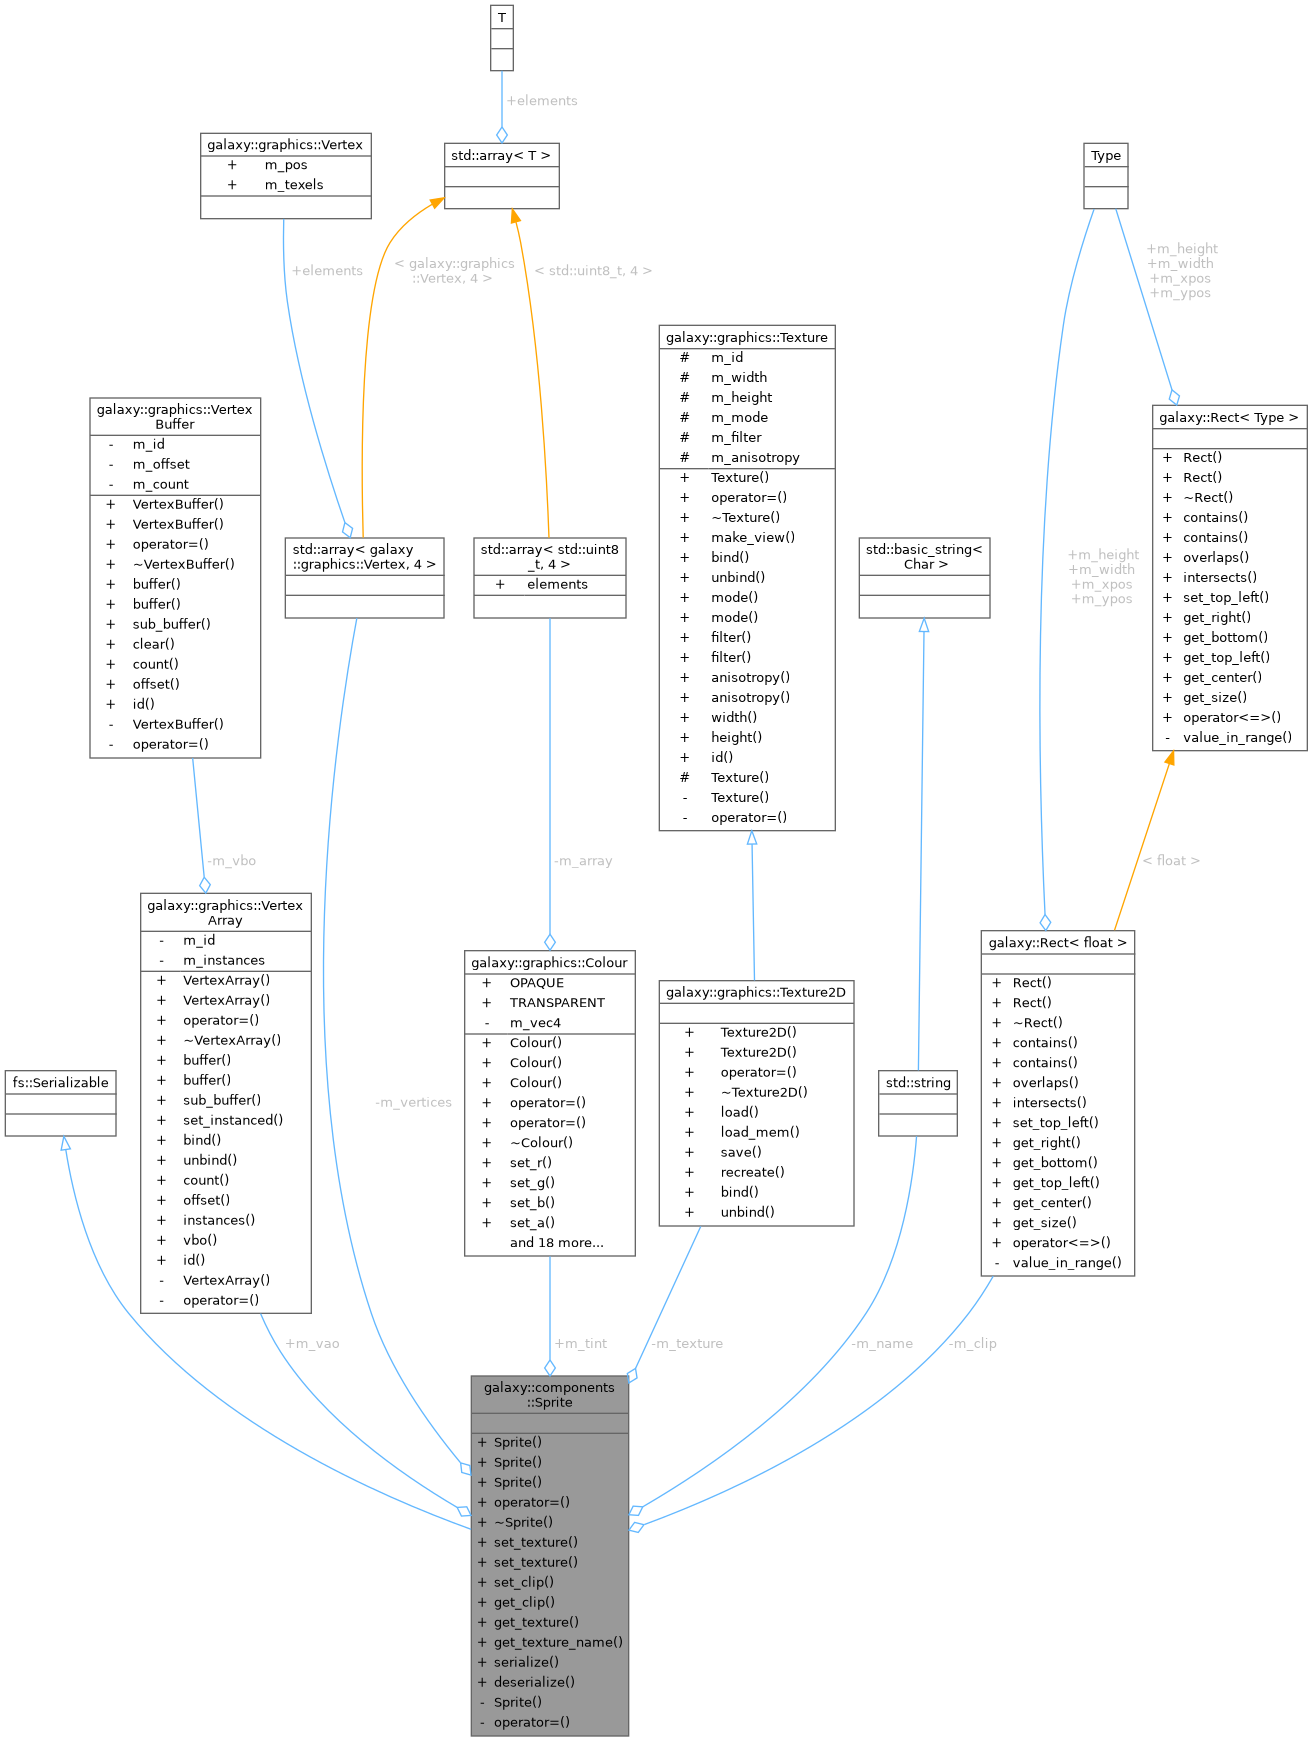 T
+elements
galaxy::graphics::Vertex
+ m_pos
+ m_texels
std::array< T >
Type
+elements
< galaxy::graphics
::Vertex, 4 >
< std::uint8_t, 4 >
+m_height
+m_width
+m_xpos
+m_ypos
galaxy::graphics::Texture
# m_id
# m_width
# m_height
# m_mode
# m_filter
# m_anisotropy
+ Texture()
+ operator=()
+ ~Texture()
+ make_view()
+ bind()
+ unbind()
+ mode()
+ mode()
+ filter()
+ filter()
+ anisotropy()
+ anisotropy()
+ width()
+ height()
+ id()
# Texture()
- Texture()
- operator=()
galaxy::graphics::Vertex
Buffer
- m_id
- m_offset
- m_count
+ VertexBuffer()
+ VertexBuffer()
+ operator=()
+ ~VertexBuffer()
+ buffer()
+ buffer()
+ sub_buffer()
+ clear()
+ count()
+ offset()
+ id()
- VertexBuffer()
- operator=()
galaxy::Rect< Type >
+ Rect()
+ Rect()
+ ~Rect()
+ contains()
+ contains()
+ overlaps()
+ intersects()
+ set_top_left()
+ get_right()
+ get_bottom()
+ get_top_left()
+ get_center()
+ get_size()
+ operator<=>()
- value_in_range()
std::array< galaxy
::graphics::Vertex, 4 >
std::array< std::uint8
_t, 4 >
+ elements
std::basic_string<
Char >
+m_height
+m_width
+m_xpos
+m_ypos
-m_vbo
-m_array
< float >
galaxy::graphics::Vertex
Array
- m_id
- m_instances
+ VertexArray()
+ VertexArray()
+ operator=()
+ ~VertexArray()
+ buffer()
+ buffer()
+ sub_buffer()
+ set_instanced()
+ bind()
+ unbind()
+ count()
+ offset()
+ instances()
+ vbo()
+ id()
- VertexArray()
- operator=()
galaxy::graphics::Colour
+ OPAQUE
+ TRANSPARENT
- m_vec4
+ Colour()
+ Colour()
+ Colour()
+ operator=()
+ operator=()
+ ~Colour()
+ set_r()
+ set_g()
+ set_b()
+ set_a()
and 18 more...
galaxy::graphics::Texture2D
+ Texture2D()
+ Texture2D()
+ operator=()
+ ~Texture2D()
+ load()
+ load_mem()
+ save()
+ recreate()
+ bind()
+ unbind()
galaxy::Rect< float >
+ Rect()
+ Rect()
+ ~Rect()
+ contains()
+ contains()
+ overlaps()
+ intersects()
+ set_top_left()
+ get_right()
+ get_bottom()
+ get_top_left()
+ get_center()
+ get_size()
+ operator<=>()
- value_in_range()
fs::Serializable
std::string
-m_vertices
+m_vao
+m_tint
-m_texture
-m_name
-m_clip
galaxy::components
::Sprite
+ Sprite()
+ Sprite()
+ Sprite()
+ operator=()
+ ~Sprite()
+ set_texture()
+ set_texture()
+ set_clip()
+ get_clip()
+ get_texture()
+ get_texture_name()
+ serialize()
+ deserialize()
- Sprite()
- operator=()